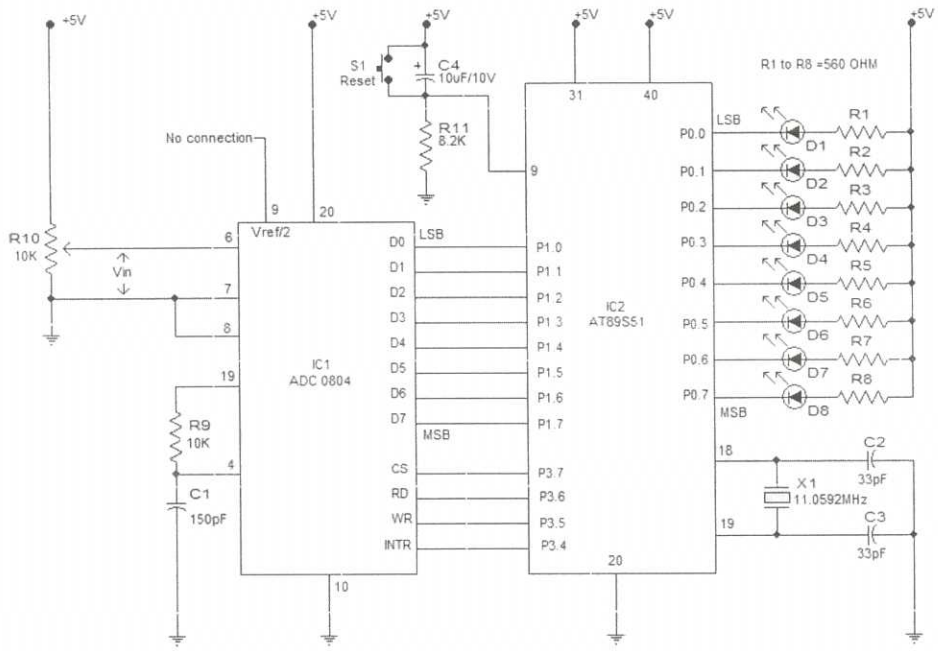 +5V
+5V
+5V
+5V
+5V
+5V
S1
Reset
+
C4
10uF/10V
R1 to R8 =560 OHM
31
40
R11
8.2K
No connection
9
9
20
Vref/2
R10
10K
6
Vin
7
8
19
R9
10K
4
C1
150pF
IC1
ADC 0804
10
D0
LSB
D1
D2
D3
D4
D5
D6
D7
MSB
CS
RD
WR
INTR
P1.0
P1.1
P1.2
P1.3
P1.4
P1.5
P1.6
P1.7
P3.7
P3.6
P3.5
P3.4
IC2
AT89S51
20
P0.0
LSB
P0.1
P0.2
P0.3
P0.4
P0.5
P0.6
P0.7
MSB
D1
R1
D2
R2
D3
R3
D4
R4
D5
R5
D6
R6
D7
R7
D8
R8
18
19
X1
11.0592MHz
C2
33pF
C3
33pF